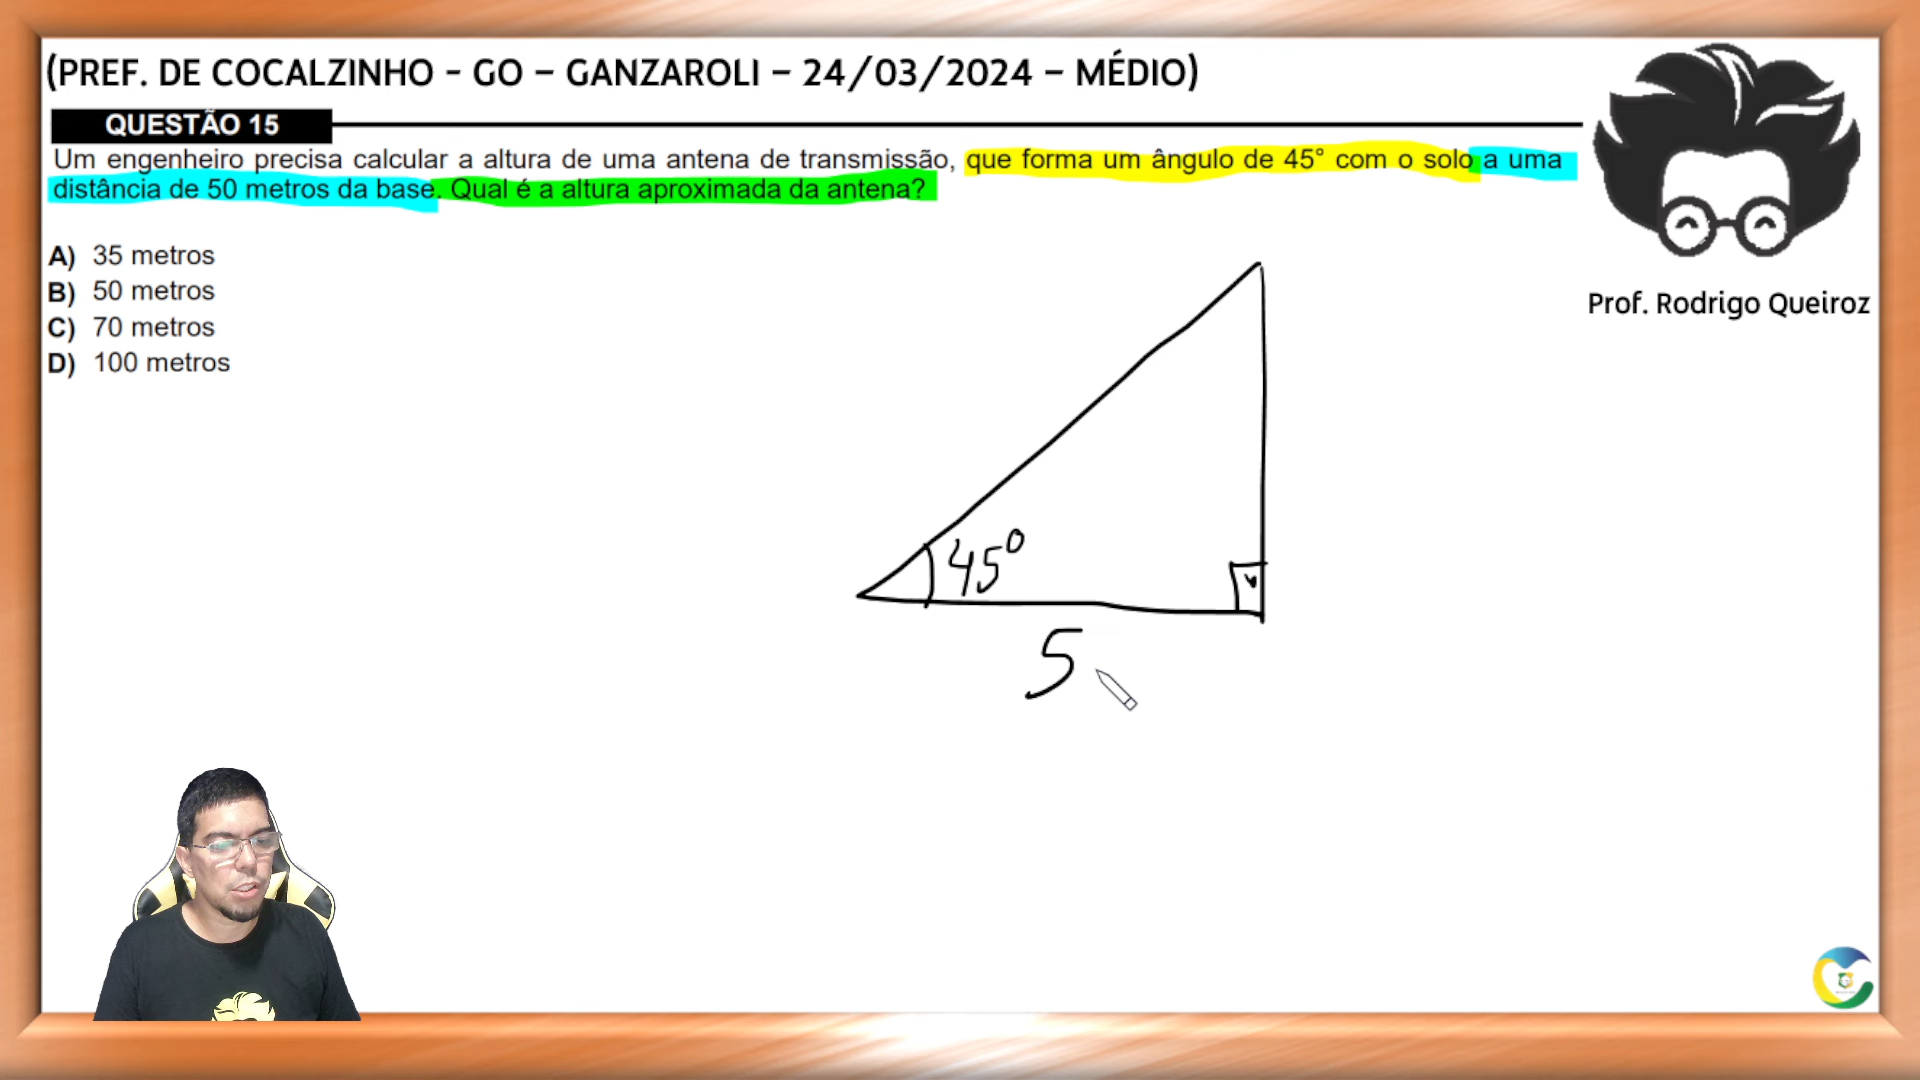 (PREF. DE COCALZINHO - GO – GANZAROLI – 24/03/2024 – MÉDIO)
QUESTÃO 15
Um engenheiro precisa calcular a altura de uma antena de transmissão, que forma um ângulo de 45° com o solo a uma
distância de 50 metros da base. Qual é a altura aproximada da antena?
A) 35 metros
B) 50 metros
C) 70 metros
D) 100 metros
Prof. Rodrigo Queiroz
45°
5